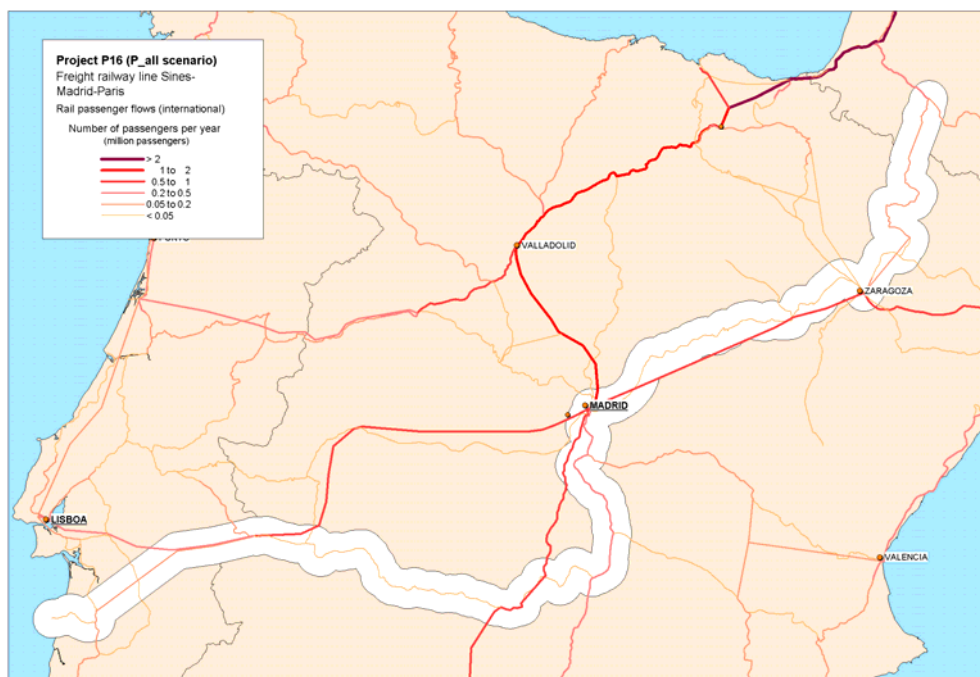 Project P16 (P_all scenario)
Freight railway line Sines-
Madrid-Paris
Rail passenger flows (international)
Number of passengers per year
(million passengers)
> 2
1 to 2
0.5 to 1
0.2 to 0.5
0.05 to 0.2
< 0.05
VALLADOLID
ZARAGOZA
MADRID
LISBOA
VALENCIA